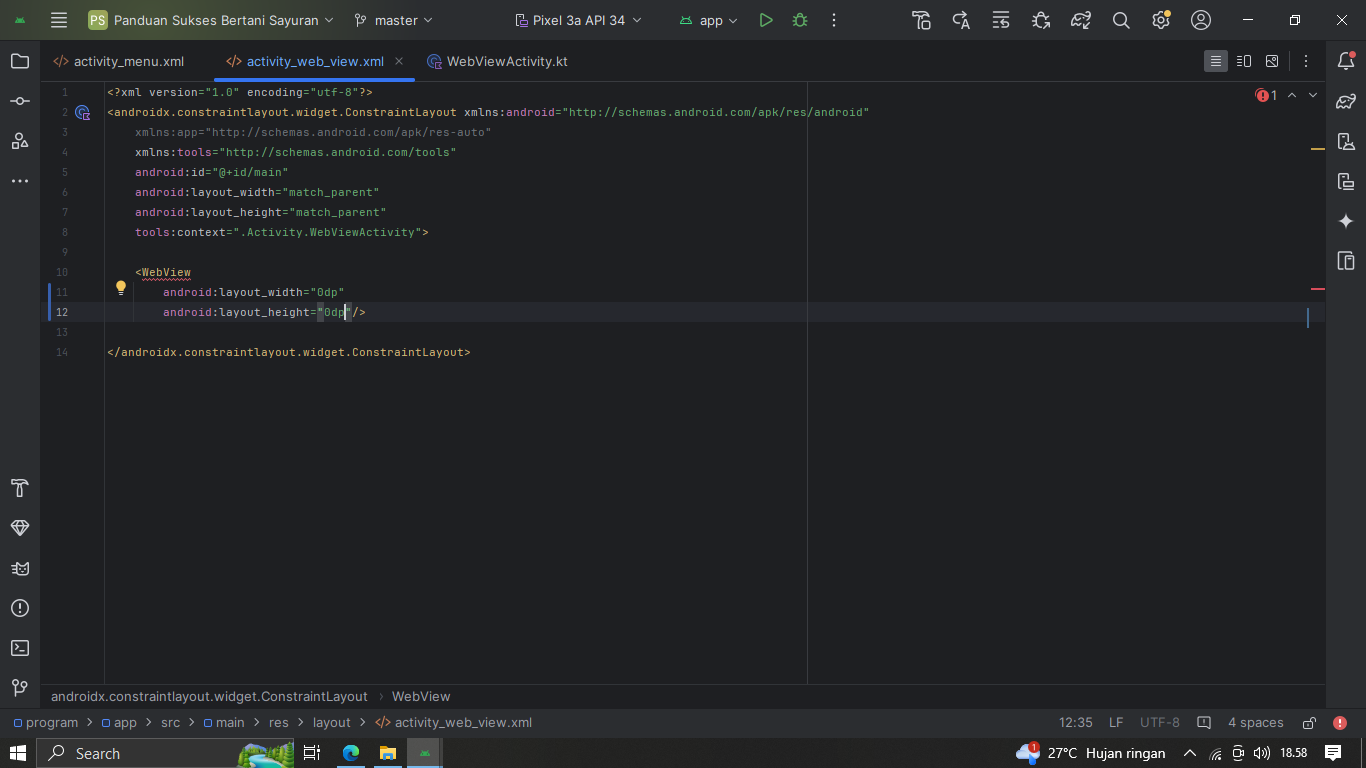 PS Panduan Sukses Bertani Sayuran master Pixel 3a API 34 app
activity_menu.xml activity_web_view.xml WebViewActivity.kt
1 <?xml version="1.0" encoding="utf-8"?> 1
2 <androidx.constraintlayout.widget.ConstraintLayout xmlns:android="http://schemas.android.com/apk/res/android"
3 xmlns:app="http://schemas.android.com/apk/res-auto"
4 xmlns:tools="http://schemas.android.com/tools"
5 android:id="@+id/main"
6 android:layout_width="match_parent"
7 android:layout_height="match_parent"
8 tools:context=".Activity.WebViewActivity">
9
10 <WebView
11 android:layout_width="0dp"
12 android:layout_height="0dp"/>
13
14 </androidx.constraintlayout.widget.ConstraintLayout>
androidx.constraintlayout.widget.ConstraintLayout › WebView
program > app > src > main > res > layout > activity_web_view.xml 12:35 LF UTF-8 4 spaces
Search 1 27°C Hujan ringan 18.58